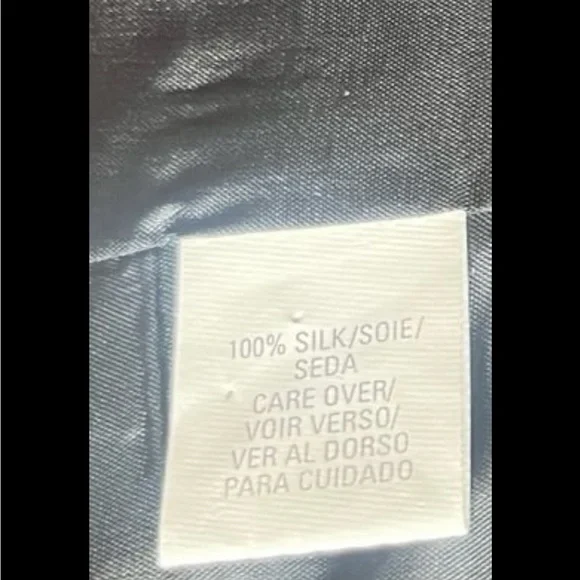 100% SILK/SOIE/
SEDA
CARE OVER/
VOIR VERSO/
VER AL DORSO
PARA CUIDADO